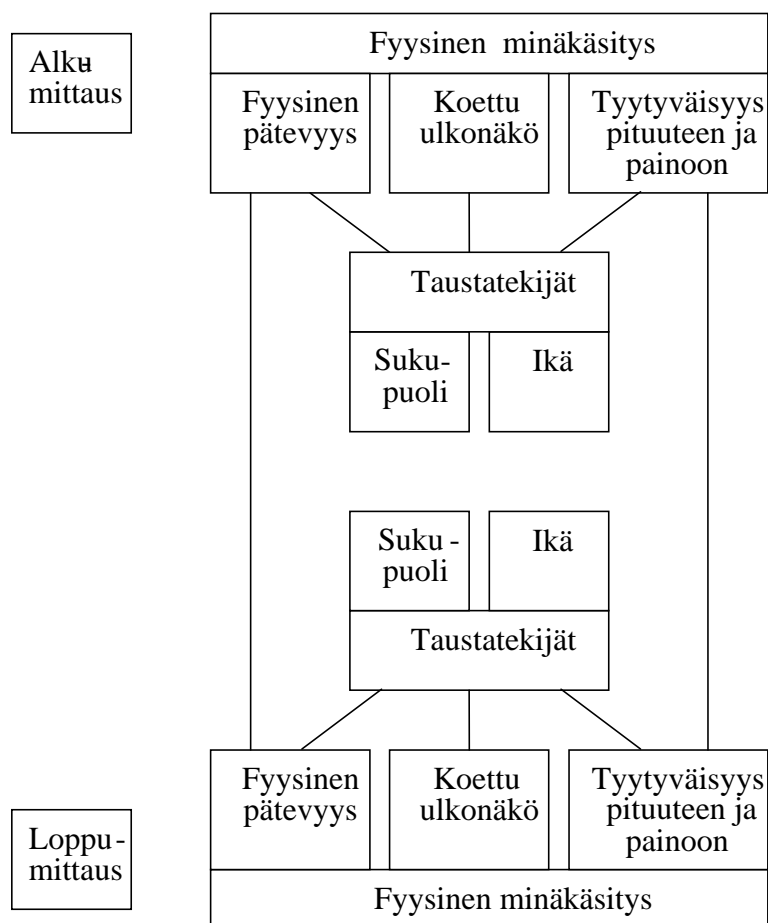 Alku-
mittaus
Fyysinen minäkäsitys
Fyysinen
pätevyys
Koettu
ulkonäkö
Tyytyväisyys
pituuteen ja
painoon
Taustatekijät
Suku-
puoli
Ikä
Suku-
puoli
Ikä
Taustatekijät
Fyysinen
pätevyys
Koettu
ulkonäkö
Tyytyväisyys
pituuteen ja
painoon
Loppu-
mittaus
Fyysinen minäkäsitys